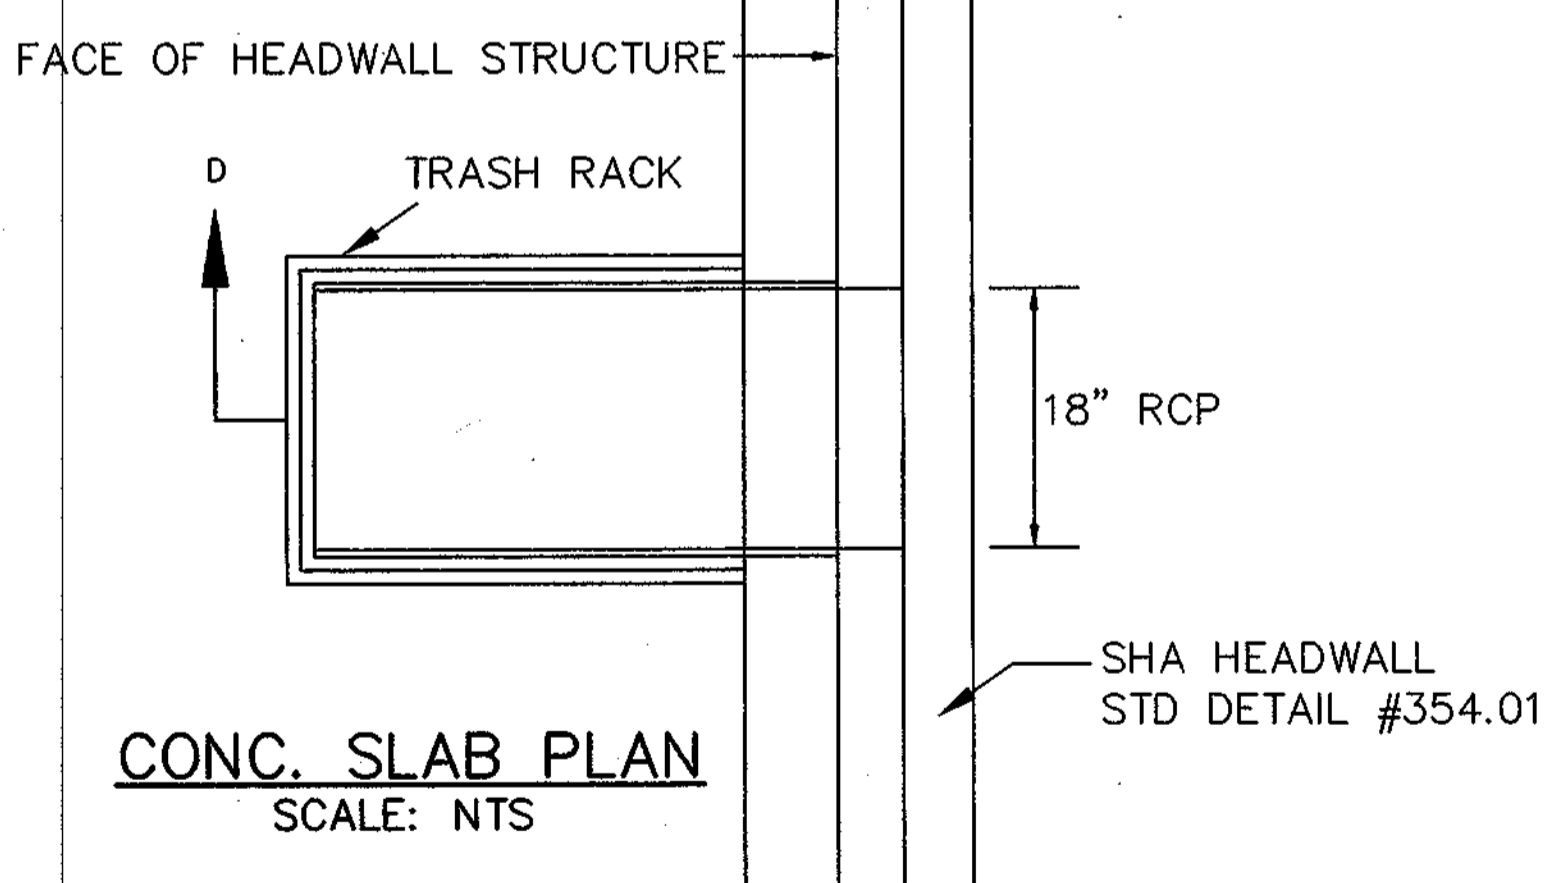 FACE OF HEADWALL STRUCTURE
D
TRASH RACK
18" RCP
SHA HEADWALL
STD DETAIL #354.01
CONC. SLAB PLAN
SCALE: NTS